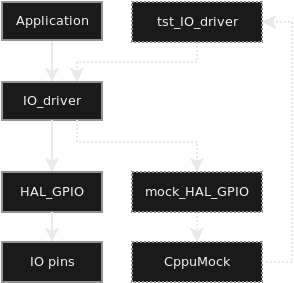 Application
tst_IO_driver
IO_driver
HAL_GPIO
mock_HAL_GPIO
IO pins
CppuMock